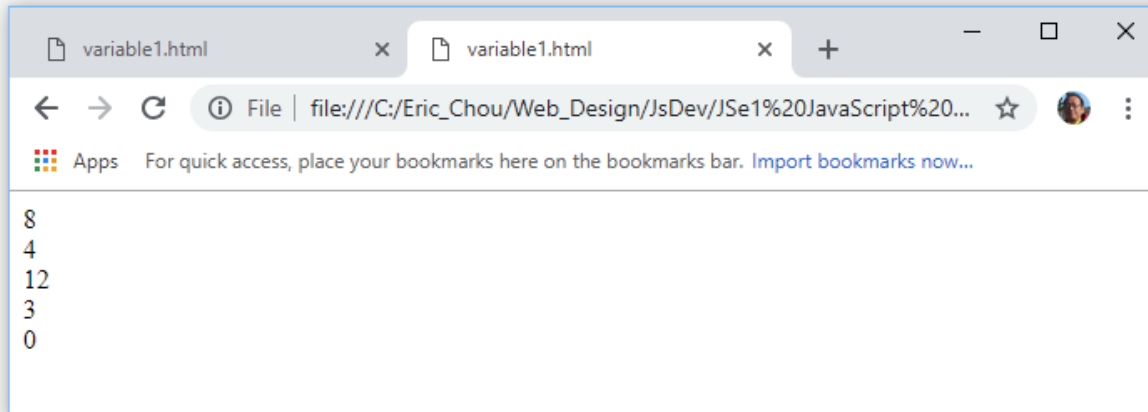 variable1.html
variable1.html
File file:///C:/Eric_Chou/Web_Design/JsDev/JSe1%20JavaScript%20...
Apps For quick access, place your bookmarks here on the bookmarks bar. Import bookmarks now...
8
4
12
3
0